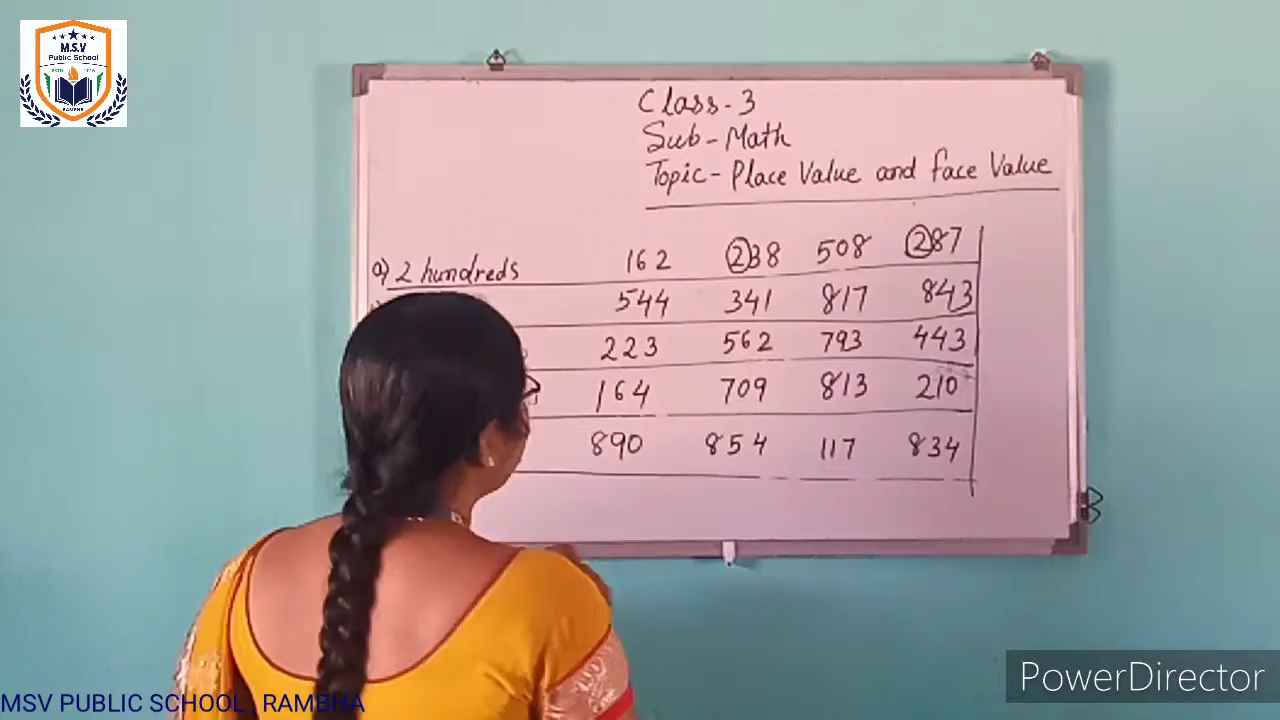 M.S.V
Public School
ESTD
RAMBHA
Class-3
Sub-Math
Topic-Place Value and face Value
a) 2 hundreds 162 238 508 287
544 341 817 843
223 562 793 443
164 709 813 210
890 854 117 834
PowerDirector
MSV PUBLIC SCHOOL , RAMBHA